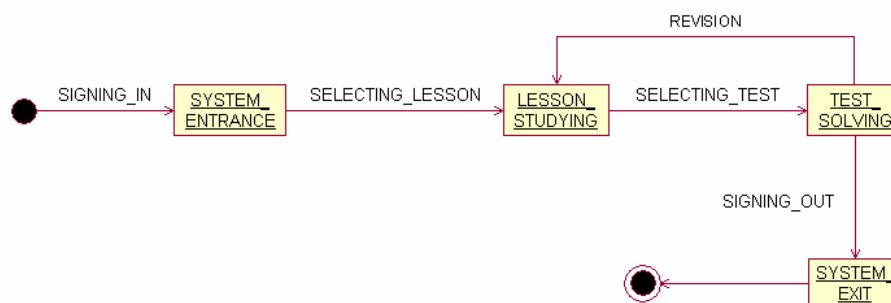 REVISION
SIGNING_IN
SYSTEM_
ENTRANCE
SELECTING_LESSON
LESSON_
STUDYING
SELECTING_TEST
TEST_
SOLVING
SIGNING_OUT
SYSTEM_
EXIT